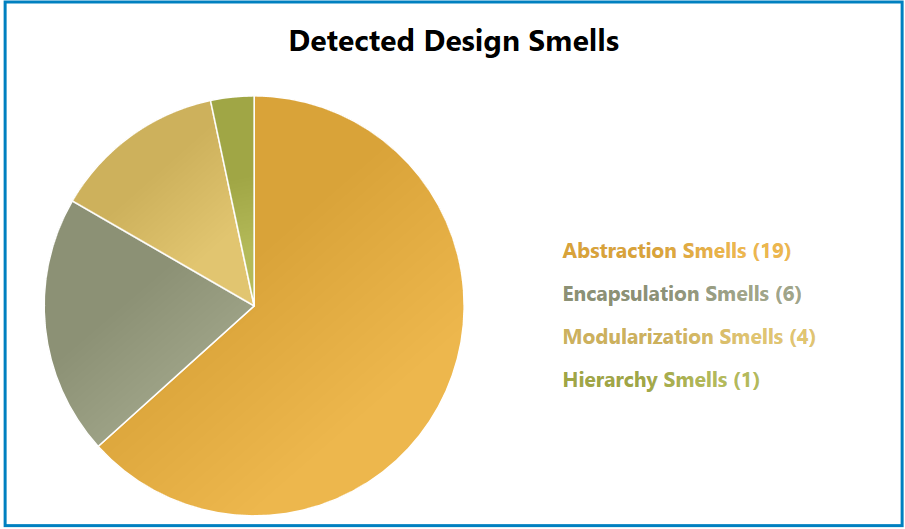 Detected Design Smells
Abstraction Smells (19)
Encapsulation Smells (6)
Modularization Smells (4)
Hierarchy Smells (1)